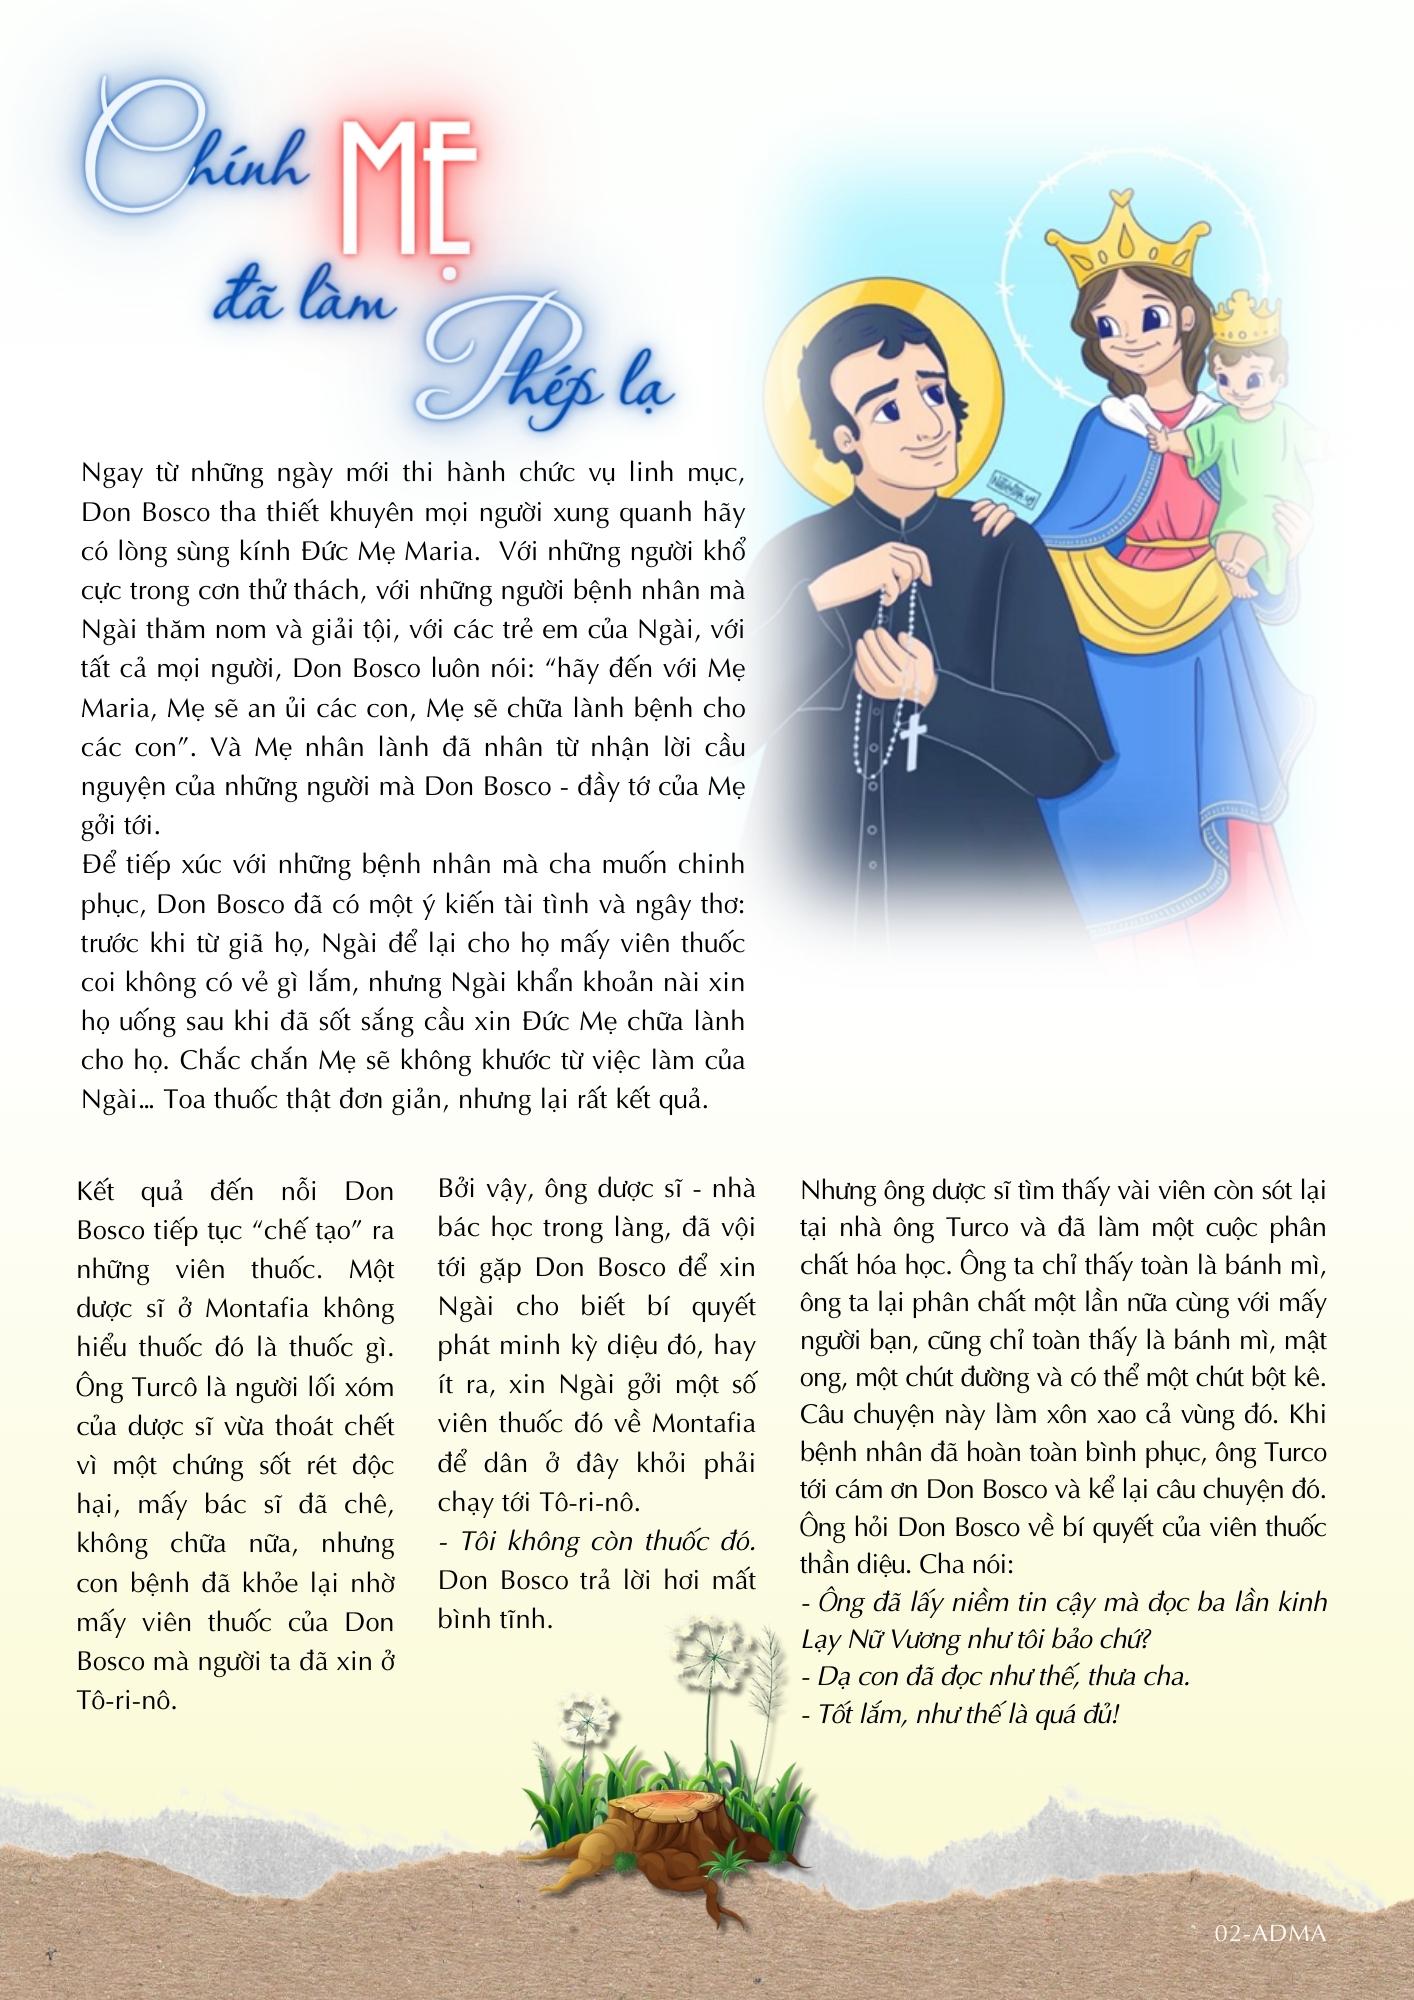 Chính MẸ
đã làm
Phép lạ
Ngay từ những ngày mới thi hành chức vụ linh mục,
Don Bosco tha thiết khuyên mọi người xung quanh hãy
có lòng sùng kính Đức Mẹ Maria.  Với những người khổ
cực trong cơn thử thách, với những người bệnh nhân mà
Ngài thăm nom và giải tội, với các trẻ em của Ngài, với
tất cả mọi người, Don Bosco luôn nói: “hãy đến với Mẹ
Maria, Mẹ sẽ an ủi các con, Mẹ sẽ chữa lành bệnh cho
các con”. Và Mẹ nhân lành đã nhân từ nhận lời cầu
nguyện của những người mà Don Bosco - đầy tớ của Mẹ
gởi tới.
Để tiếp xúc với những bệnh nhân mà cha muốn chinh
phục, Don Bosco đã có một ý kiến tài tình và ngây thơ:
trước khi từ giã họ, Ngài để lại cho họ mấy viên thuốc
coi không có vẻ gì lắm, nhưng Ngài khẩn khoản nài xin
họ uống sau khi đã sốt sắng cầu xin Đức Mẹ chữa lành
cho họ. Chắc chắn Mẹ sẽ không khước từ việc làm của
Ngài... Toa thuốc thật đơn giản, nhưng lại rất kết quả.
Kết quả đến nỗi Don
Bosco tiếp tục “chế tạo” ra
những viên thuốc. Một
dược sĩ ở Montafia không
hiểu thuốc đó là thuốc gì.
Ông Turcô là người lối xóm
của dược sĩ vừa thoát chết
vì một chứng sốt rét độc
hại, mấy bác sĩ đã chê,
không chữa nữa, nhưng
con bệnh đã khỏe lại nhờ
mấy viên thuốc của Don
Bosco mà người ta đã xin ở
Tô-ri-nô.
Bởi vậy, ông dược sĩ - nhà
bác học trong làng, đã vội
tới gặp Don Bosco để xin
Ngài cho biết bí quyết
phát minh kỳ diệu đó, hay
ít ra, xin Ngài gởi một số
viên thuốc đó về Montafia
để dân ở đây khỏi phải
chạy tới Tô-ri-nô.
- Tôi không còn thuốc đó.
Don Bosco trả lời hơi mất
bình tĩnh.
Nhưng ông dược sĩ tìm thấy vài viên còn sót lại
tại nhà ông Turco và đã làm một cuộc phân
chất hóa học. Ông ta chỉ thấy toàn là bánh mì,
ông ta lại phân chất một lần nữa cùng với mấy
người bạn, cũng chỉ toàn thấy là bánh mì, mật
ong, một chút đường và có thể một chút bột kê.
Câu chuyện này làm xôn xao cả vùng đó. Khi
bệnh nhân đã hoàn toàn bình phục, ông Turco
tới cám ơn Don Bosco và kể lại câu chuyện đó.
Ông hỏi Don Bosco về bí quyết của viên thuốc
thần diệu. Cha nói:
- Ông đã lấy niềm tin cậy mà đọc ba lần kinh
Lạy Nữ Vương như tôi bảo chứ?
- Dạ con đã đọc như thế, thưa cha.
- Tốt lắm, như thế là quá đủ!
02-ADMA